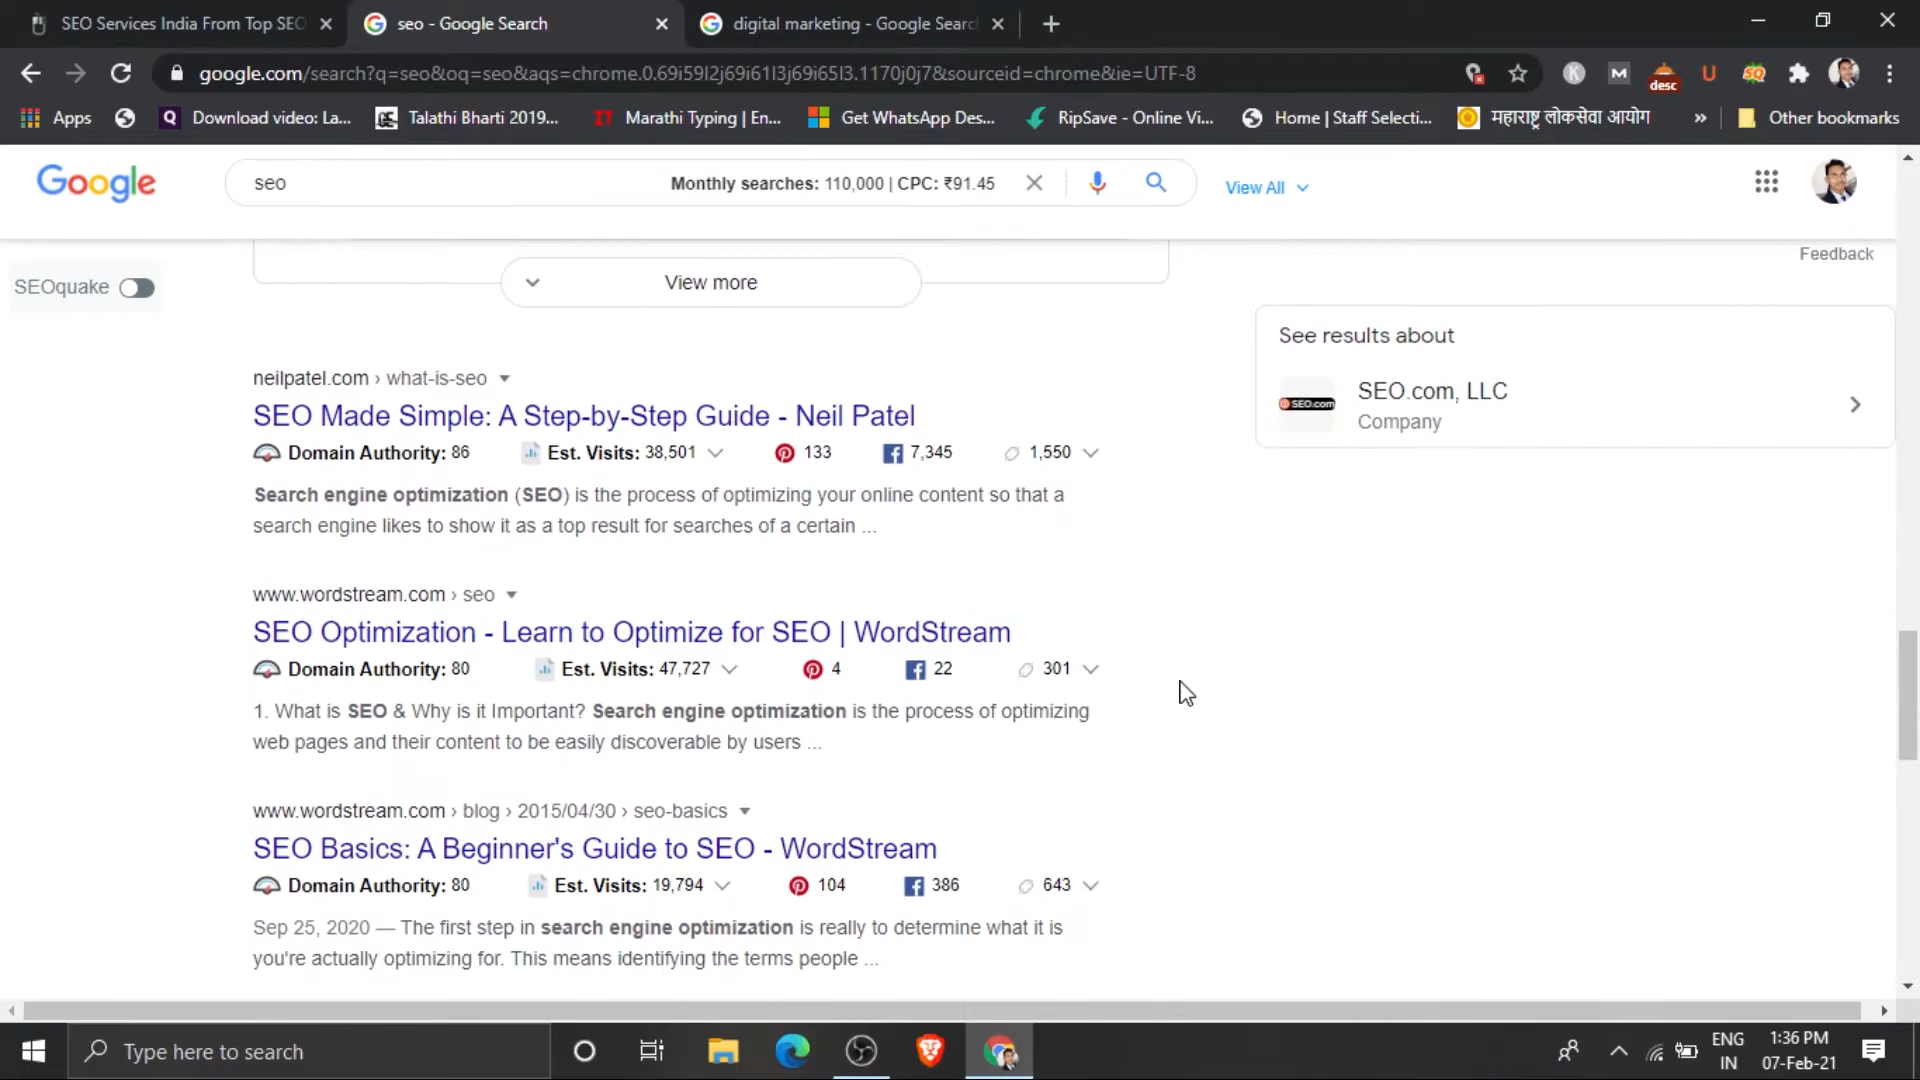 SEO Services India From Top SEO
seo - Google Search
digital marketing - Google Searc
google.com/search?q=seo&oq=seo&aqs=chrome.0.69i59l2j69i61l3j69i65l3.1170j0j7&sourceid=chrome&ie=UTF-8
K
M
desc
U
SQ
Apps
Q
Download video: La...
Talathi Bharti 2019...
IT
Marathi Typing | En...
Get WhatsApp Des...
RipSave - Online Vi...
Home | Staff Selecti...
महाराष्ट्र लोकसेवा आयोग
»
Other bookmarks
Google
seo
Monthly searches: 110,000 | CPC: ₹91.45
View All
Feedback
SEOquake
View more
See results about
SEO.com
SEO.com, LLC
Company
neilpatel.com › what-is-seo
SEO Made Simple: A Step-by-Step Guide - Neil Patel
Domain Authority: 86 Est. Visits: 38,501 133 7,345 1,550
Search engine optimization (SEO) is the process of optimizing your online content so that a
search engine likes to show it as a top result for searches of a certain ...
www.wordstream.com › seo
SEO Optimization - Learn to Optimize for SEO | WordStream
Domain Authority: 80 Est. Visits: 47,727 4 22 301
1. What is SEO & Why is it Important? Search engine optimization is the process of optimizing
web pages and their content to be easily discoverable by users ...
www.wordstream.com › blog › 2015/04/30 › seo-basics
SEO Basics: A Beginner's Guide to SEO - WordStream
Domain Authority: 80 Est. Visits: 19,794 104 386 643
Sep 25, 2020 — The first step in search engine optimization is really to determine what it is
you're actually optimizing for. This means identifying the terms people ...
Type here to search
ENG
IN
1:36 PM
07-Feb-21